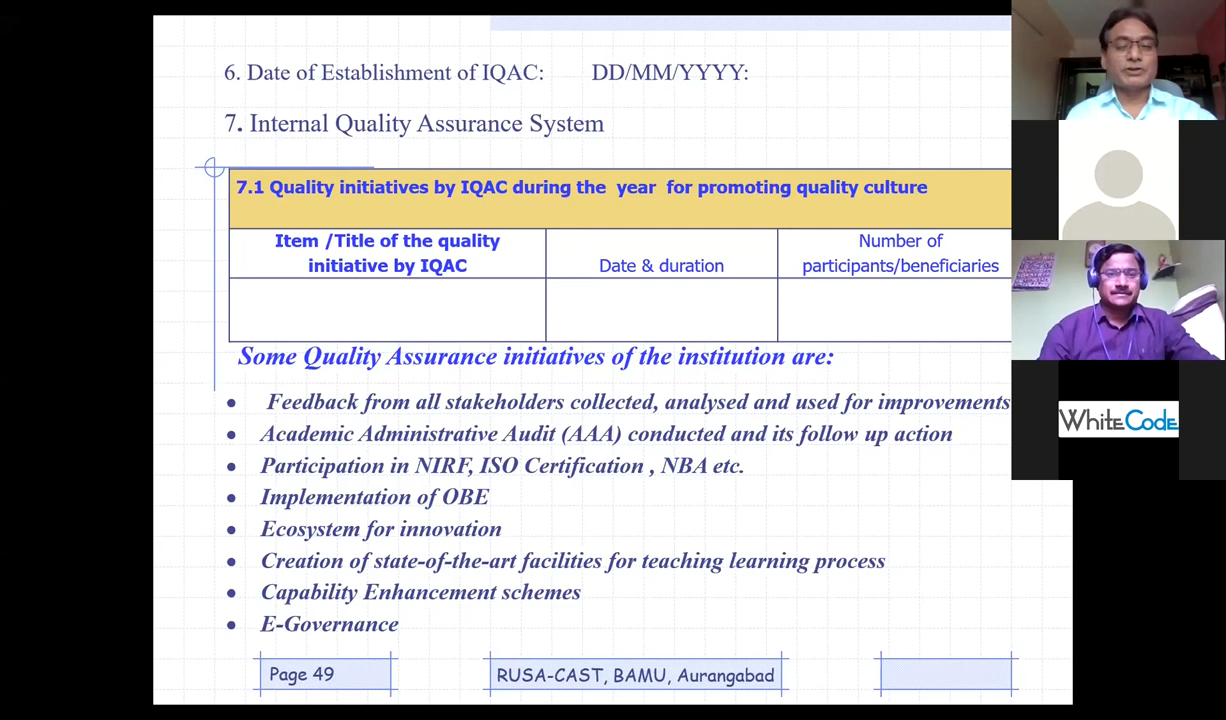 6. Date of Establishment of IQAC: DD/MM/YYYY:
7. Internal Quality Assurance System
7.1 Quality initiatives by IQAC during the year for promoting quality culture
Item /Title of the quality
initiative by IQAC
Date & duration
Number of
participants/beneficiaries
Some Quality Assurance initiatives of the institution are:
• Feedback from all stakeholders collected, analysed and used for improvements
• Academic Administrative Audit (AAA) conducted and its follow up action
• Participation in NIRF, ISO Certification , NBA etc.
• Implementation of OBE
• Ecosystem for innovation
• Creation of state-of-the-art facilities for teaching learning process
• Capability Enhancement schemes
• E-Governance
Page 49
RUSA-CAST, BAMU, Aurangabad
WhiteCode